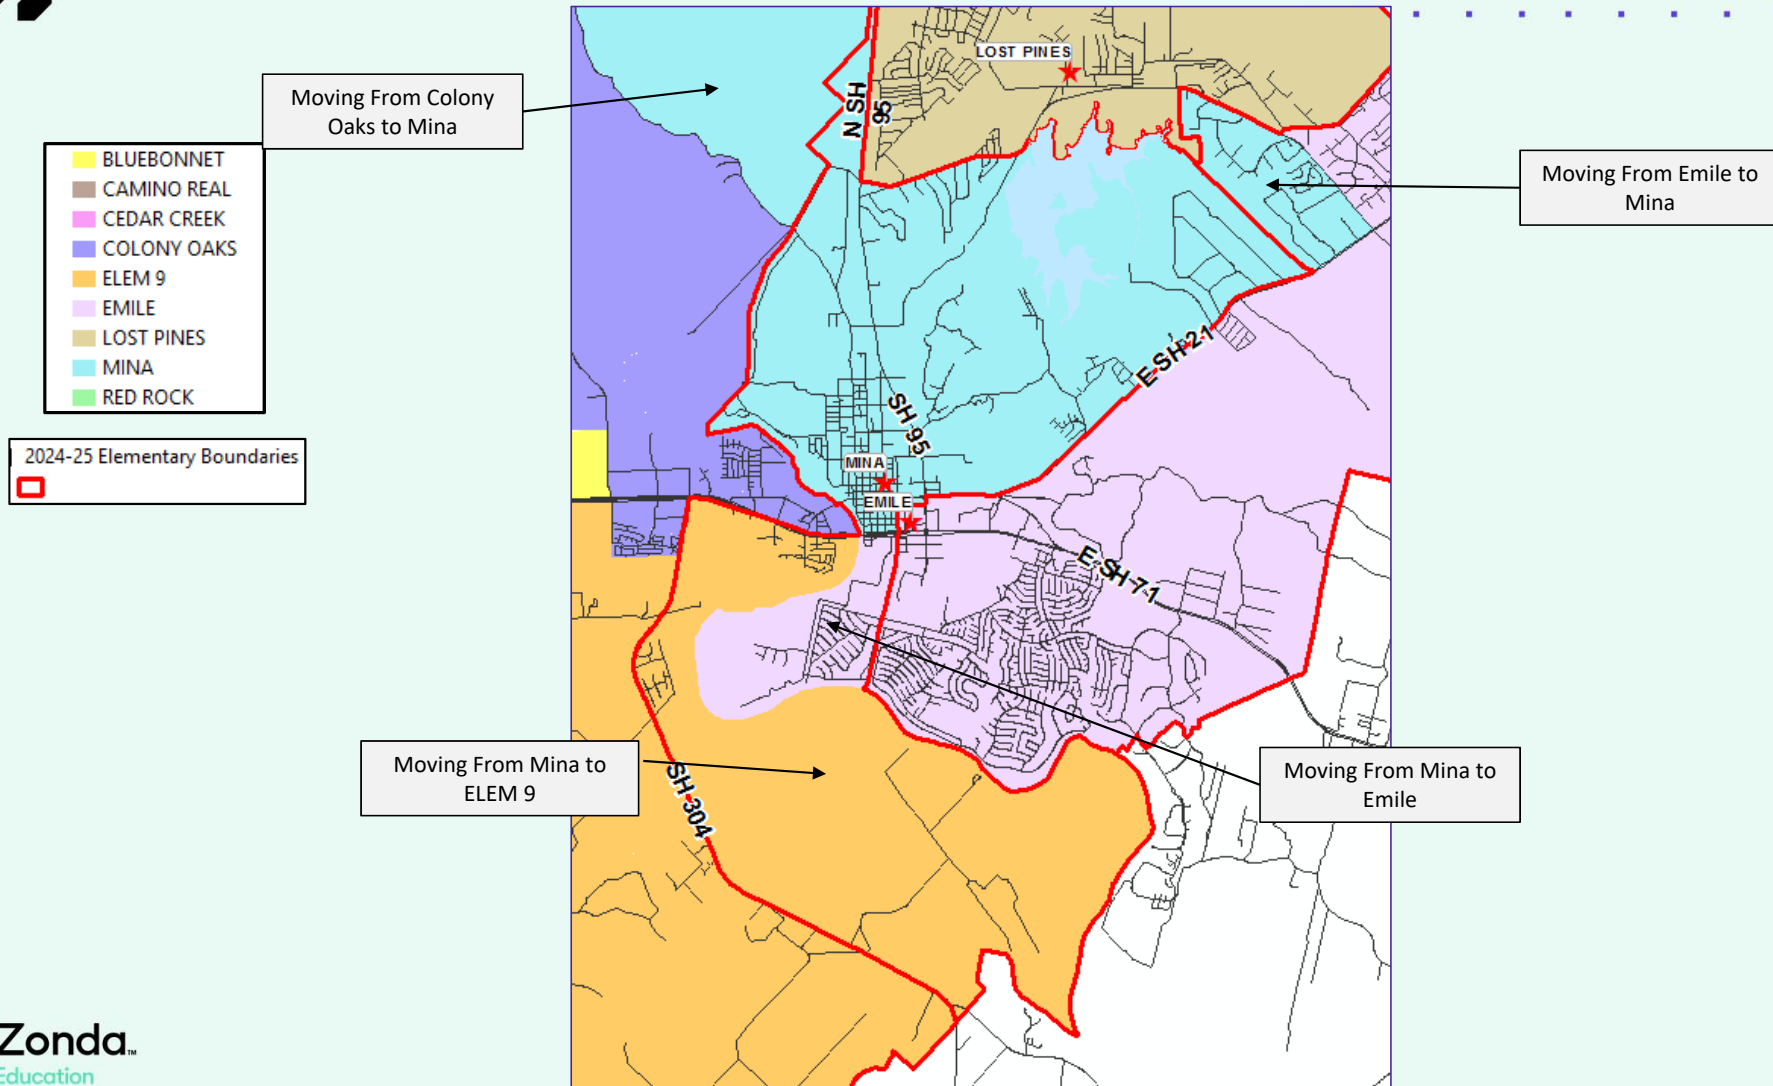 Moving From Colony
Oaks to Mina
BLUEBONNET
CAMINO REAL
CEDAR CREEK
COLONY OAKS
ELEM 9
EMILE
LOST PINES
MINA
RED ROCK
2024-25 Elementary Boundaries
LOST PINES
N SH
95
Moving From Emile to
Mina
E SH 21
SH 95
MINA
EMILE
E SH 71
Moving From Mina to
ELEM 9
SH 304
Moving From Mina to
Emile
Zonda™
Education